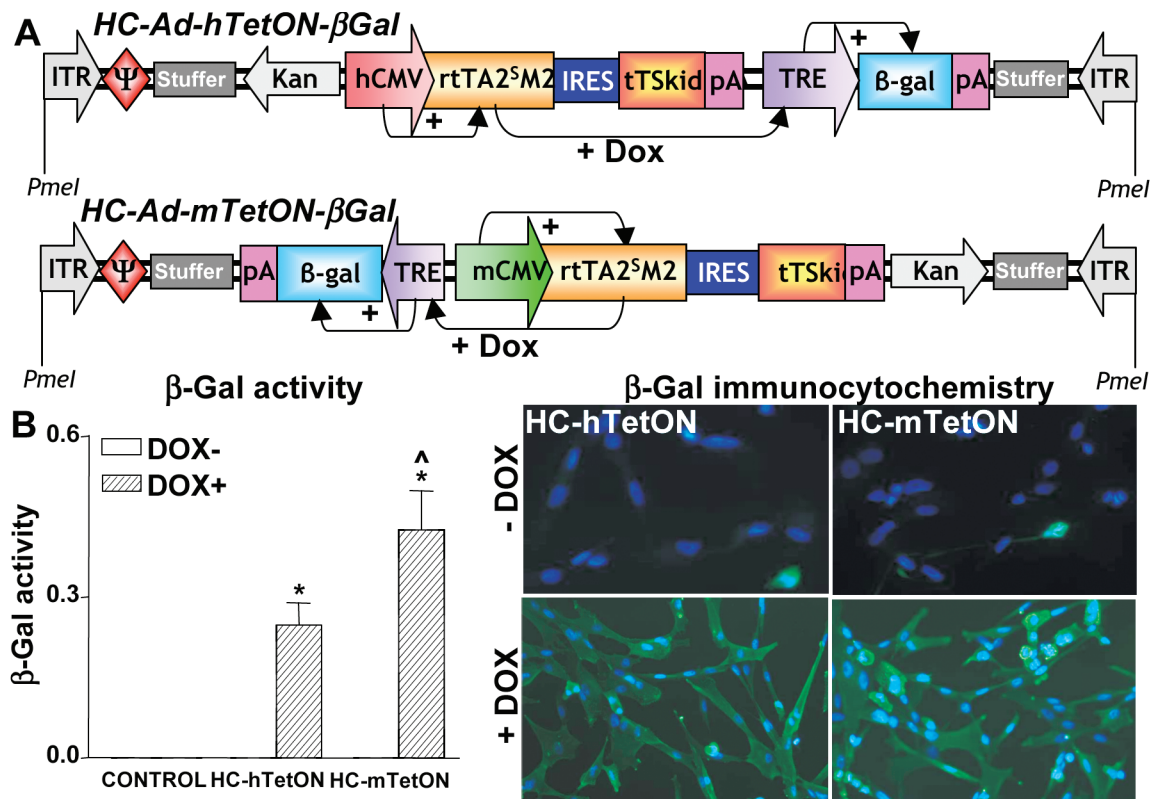 A
HC-Ad-hTetON-βGal
ITR Ψ Stuffer Kan hCMV rtTA2ˢM2 IRES tTSkid pA TRE + ß-gal pA Stuffer ITR
+
+ Dox
PmeI PmeI
HC-Ad-mTetON-βGal
+
ITR Ψ Stuffer pA ß-gal TRE mCMV rtTA2ˢM2 IRES tTSkid pA Kan Stuffer ITR
+
+ Dox
PmeI PmeI
β-Gal activity
β-Gal immunocytochemistry
B
0.6
DOX-
DOX+
^
*
*
0.3
0.0
β-Gal activity
CONTROL HC-hTetON HC-mTetON
HC-hTetON HC-mTetON
- DOX
+ DOX